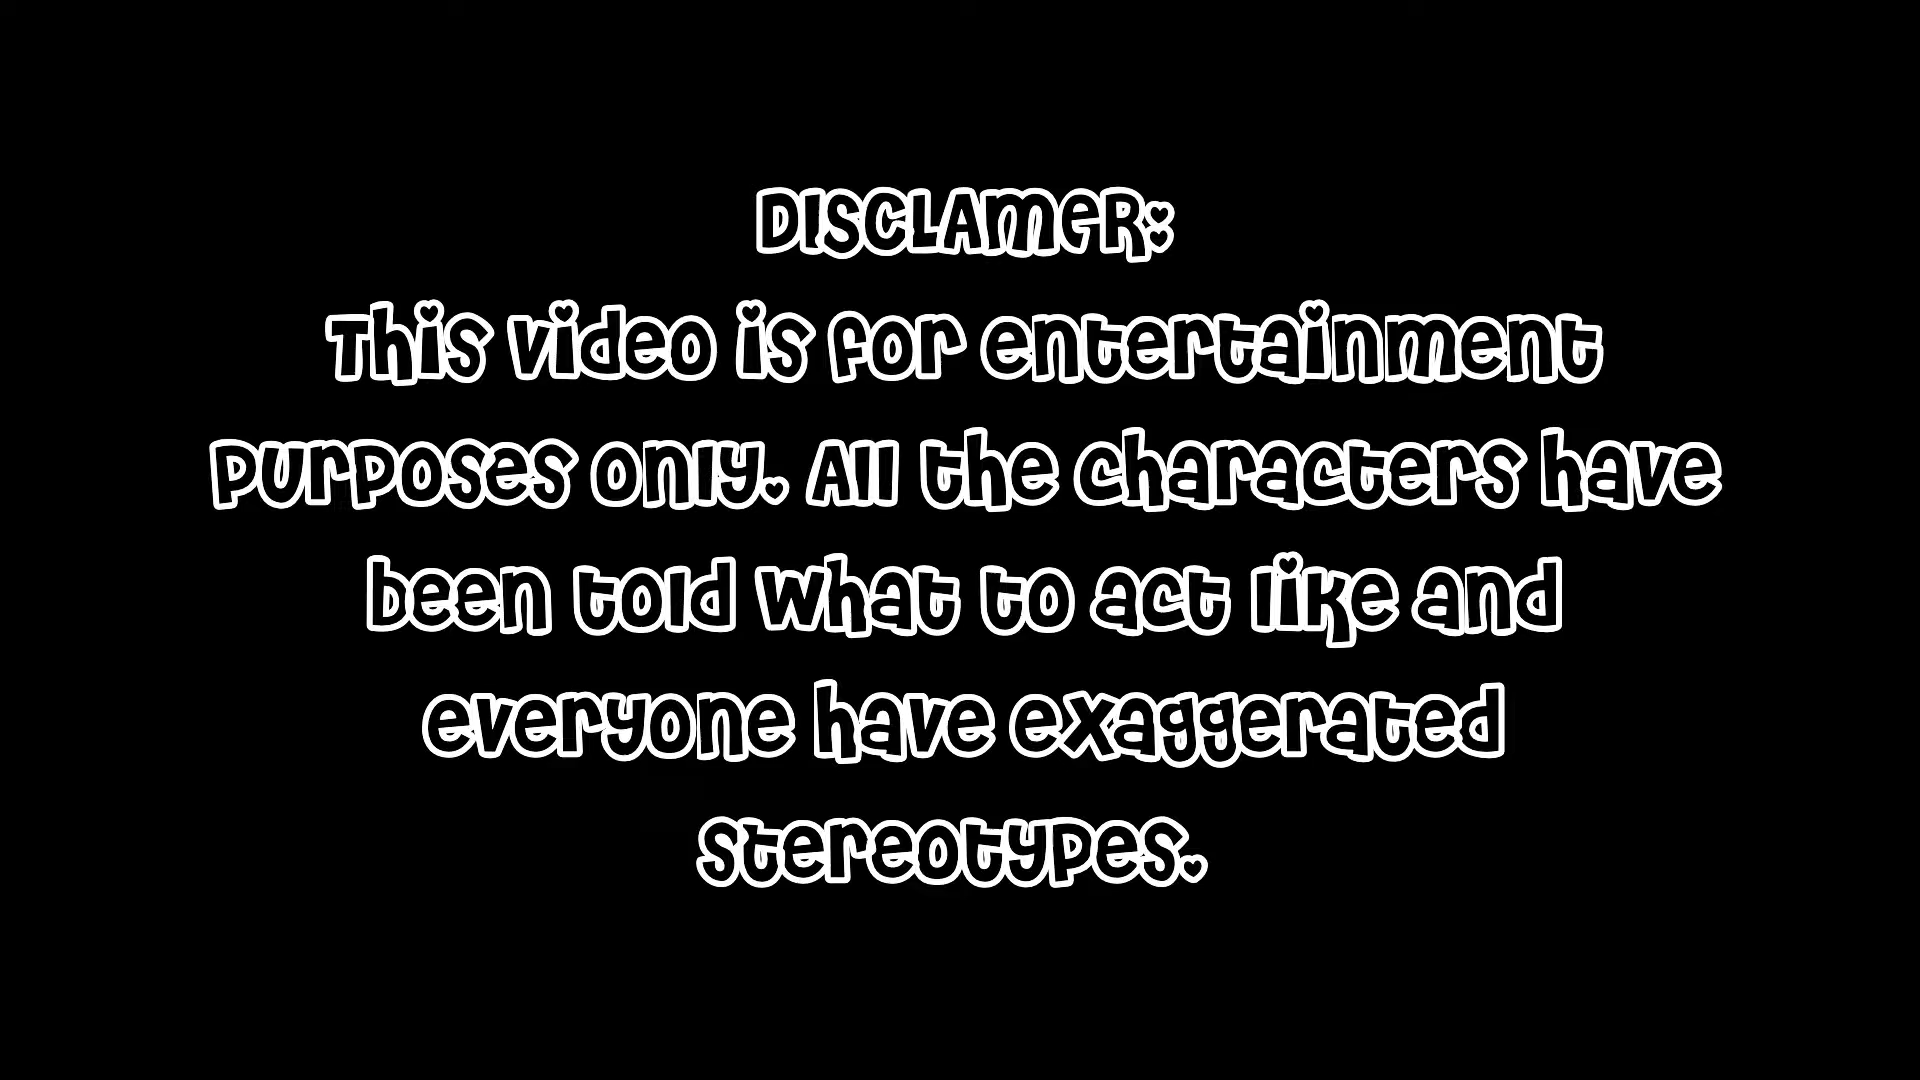 DISCLAMER:
This video is for entertainment
purposes only. All the characters have
been told what to act like and
everyone have exaggerated
stereotypes.